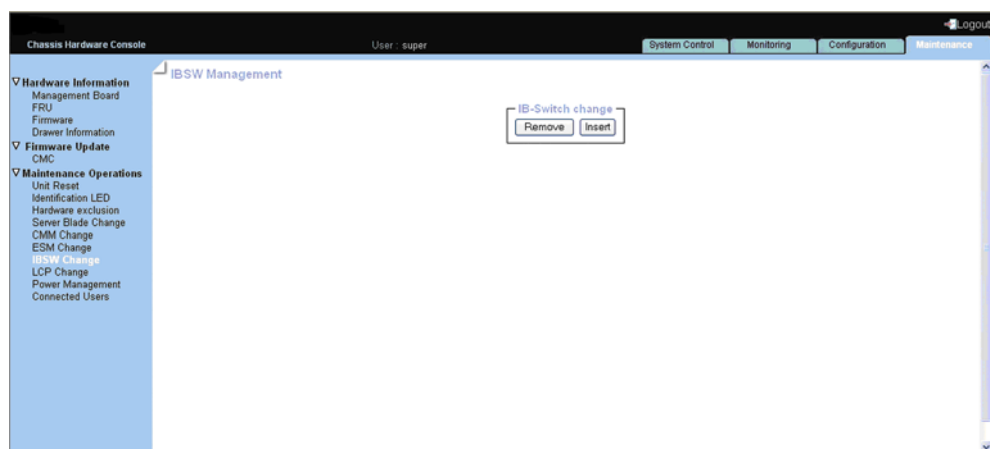 Logout
Chassis Hardware Console
User : super
System Control
Monitoring
Configuration
Maintenance
Hardware Information
Management Board
FRU
Firmware
Drawer Information
Firmware Update
CMC
Maintenance Operations
Unit Reset
Identification LED
Hardware exclusion
Server Blade Change
CMM Change
ESM Change
IBSW Change
LCP Change
Power Management
Connected Users
IBSW Management
IB-Switch change
Remove
Insert